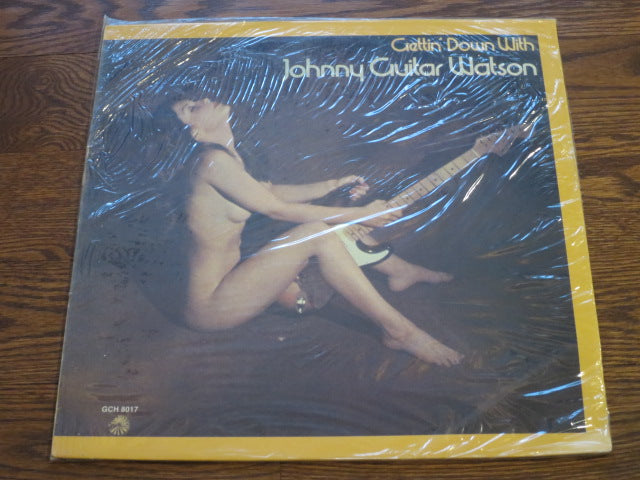 Gettin' Down With
Johnny Guitar Watson
GCH 8017